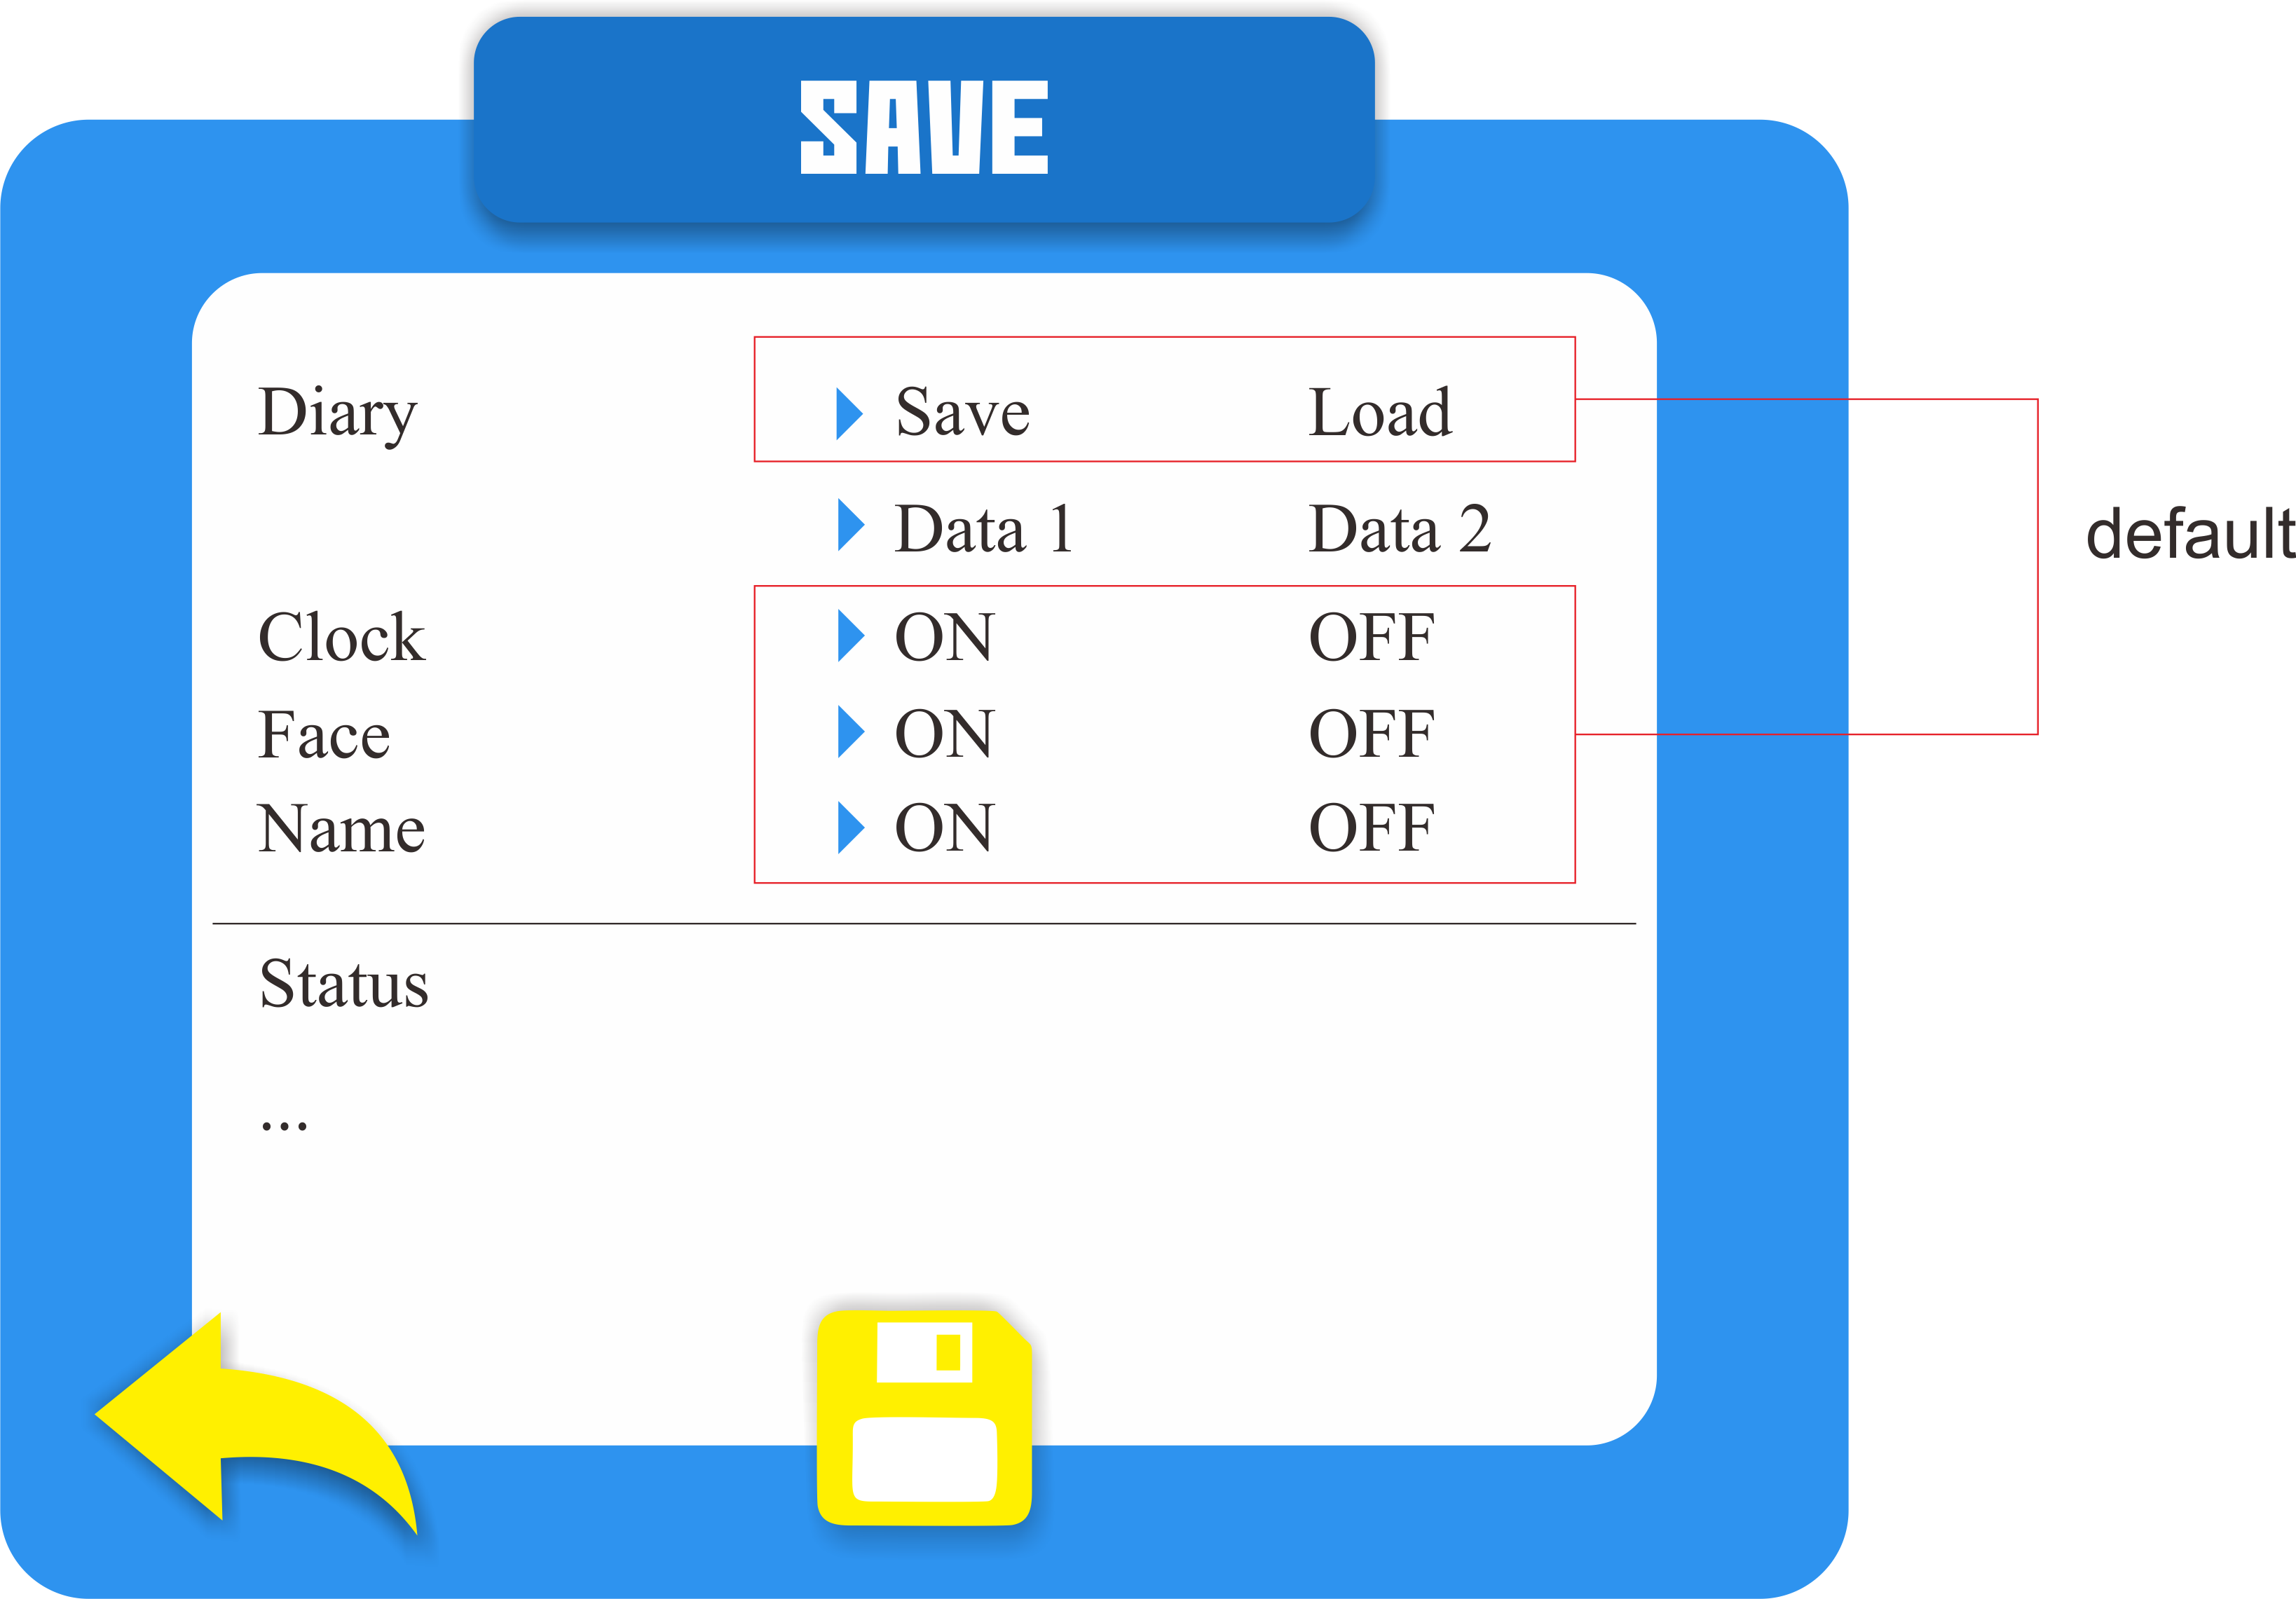 SAVE
Diary Save Load
Data 1 Data 2
default
Clock ON OFF
Face ON OFF
Name ON OFF
Status
...